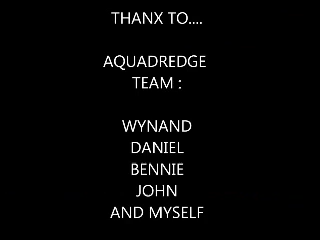 THANX TO....
AQUADREDGE
TEAM :
WYNAND
DANIEL
BENNIE
JOHN
AND MYSELF